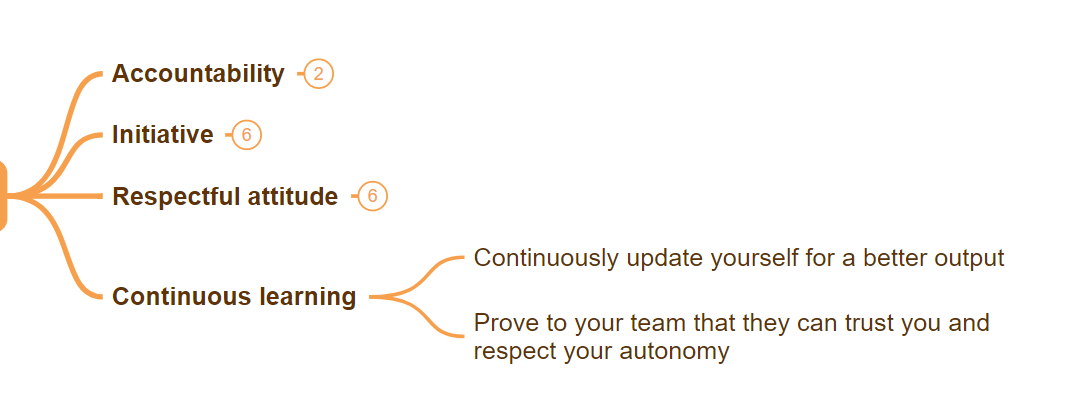 Accountability 2
Initiative 6
Respectful attitude 6
Continuous learning
Continuously update yourself for a better output
Prove to your team that they can trust you and
respect your autonomy